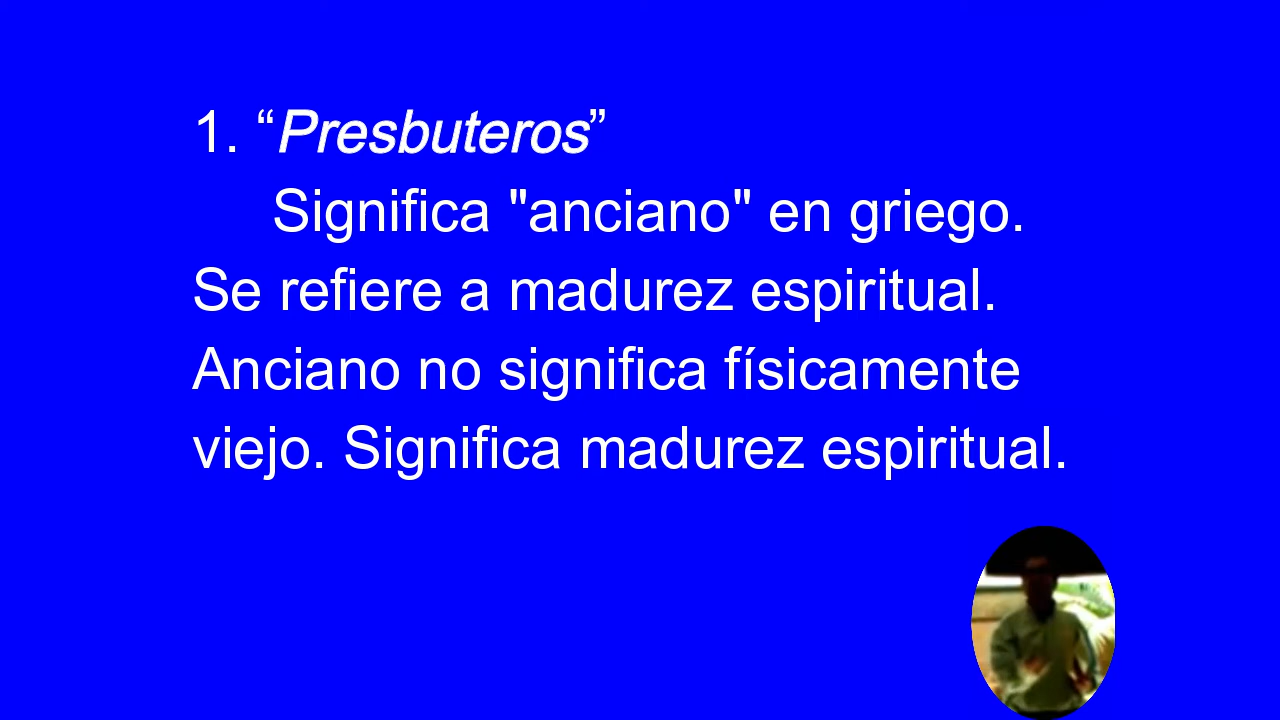 1. “Presbuteros”
Significa "anciano" en griego.
Se refiere a madurez espiritual.
Anciano no significa físicamente
viejo. Significa madurez espiritual.